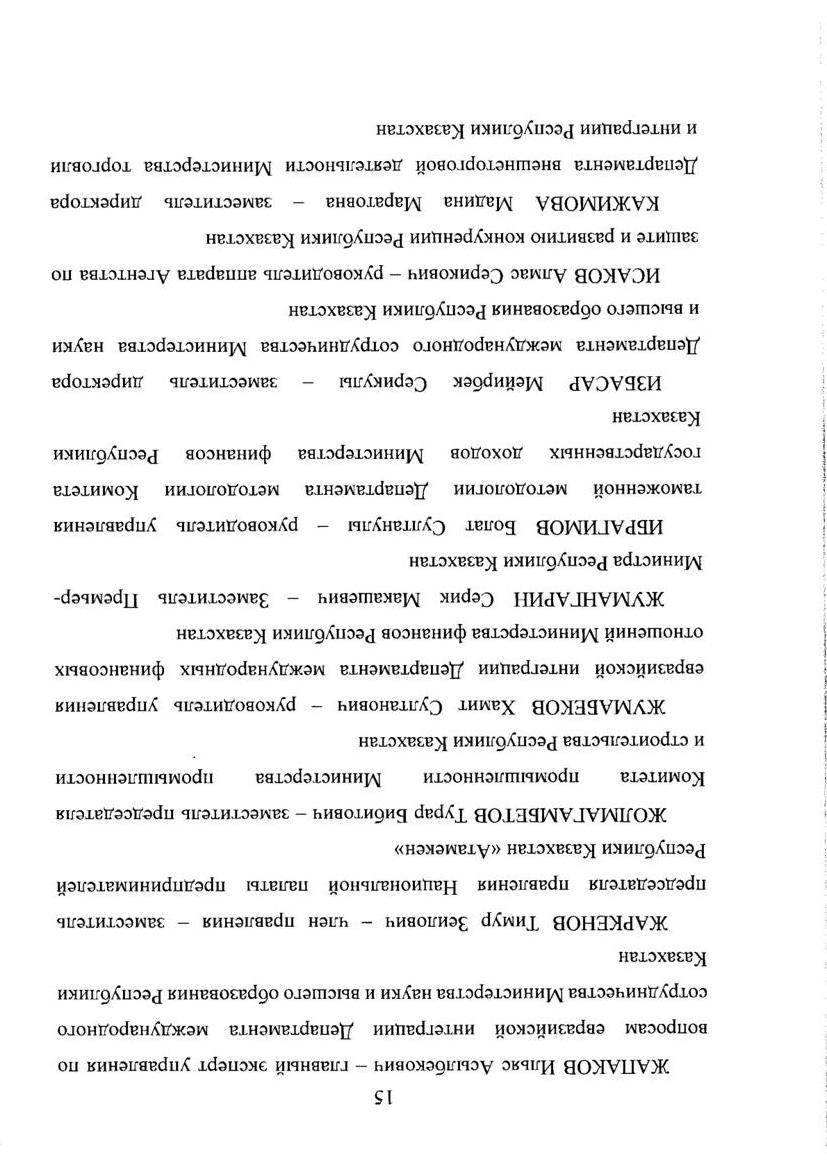 15
ЖАПАКОВ Ильяс Асылбекович – главный эксперт управления по
вопросам евразийской интеграции Департамента международного
сотрудничества Министерства науки и высшего образования Республики
Казахстан
ЖАРКЕНОВ Тимур Зеилович – член правления – заместитель
председателя правления Национальной палаты предпринимателей
Республики Казахстан «Атамекен»
ЖОЛМАГАМБЕТОВ Турар Бибитович – заместитель председателя
Комитета промышленности Министерства промышленности
и строительства Республики Казахстан
ЖУМАБЕКОВ Хамит Султанович – руководитель управления
евразийской интеграции Департамента международных финансовых
отношений Министерства финансов Республики Казахстан
ЖУМАНГАРИН Серик Макашевич – Заместитель Премьер-
Министра Республики Казахстан
ИБРАГИМОВ Болат Султанулы – руководитель управления
таможенной методологии Департамента методологии Комитета
государственных доходов Министерства финансов Республики
Казахстан
ИЗБАСАР Мейирбек Серикулы – заместитель директора
Департамента международного сотрудничества Министерства науки
и высшего образования Республики Казахстан
ИСАКОВ Алмас Серикович – руководитель аппарата Агентства по
защите и развитию конкуренции Республики Казахстан
КАЖИМОВА Мадина Маратовна – заместитель директора
Департамента внешнеторговой деятельности Министерства торговли
и интеграции Республики Казахстан